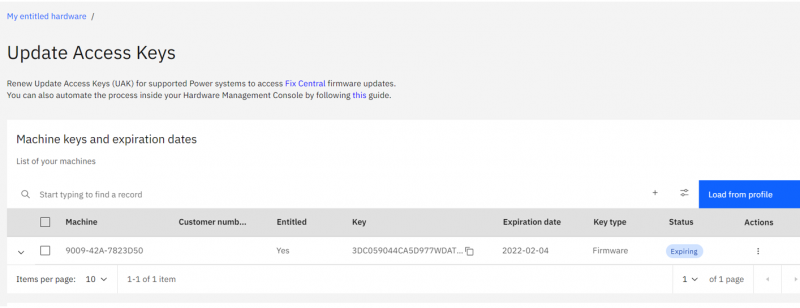 My entitled hardware /
Update Access Keys
Renew Update Access Keys (UAK) for supported Power systems to access Fix Central firmware updates.
You can also automate the process inside your Hardware Management Console by following this guide.
Machine keys and expiration dates
List of your machines
Start typing to find a record
+ Load from profile
Machine Customer numb... Entitled Key Expiration date Key type Status Actions
9009-42A-7823D50 Yes 3DC059044CA5D977WDAT... 2022-02-04 Firmware Expiring
Items per page: 10 1-1 of 1 item 1 of 1 page